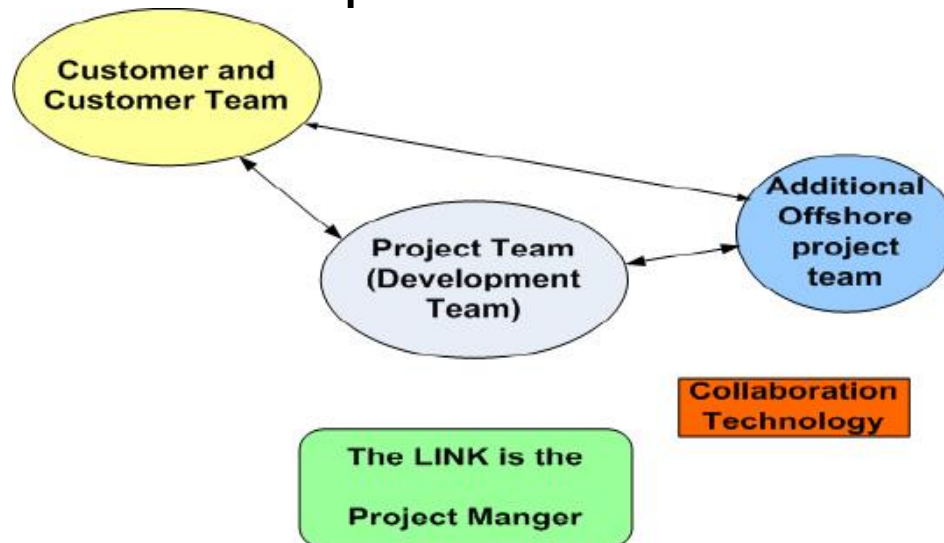 Customer and
Customer Team
Additional
Offshore
project
team
Project Team
(Development
Team)
Collaboration
Technology
The LINK is the
Project Manger